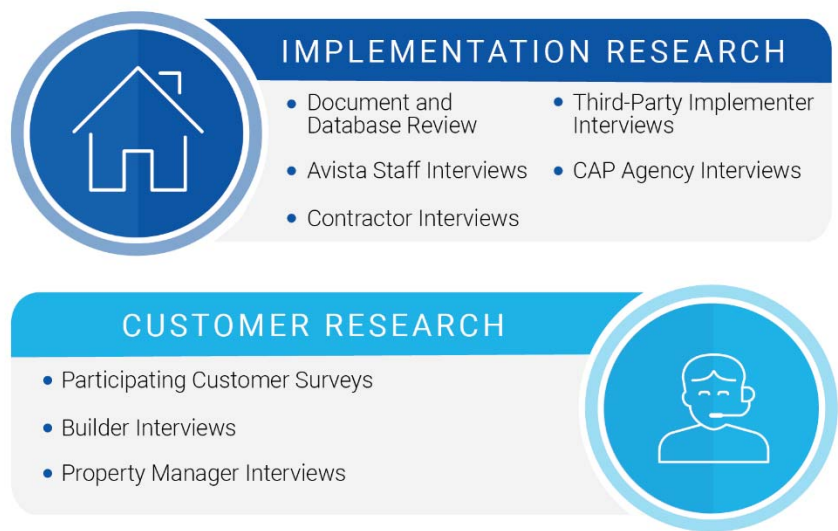 IMPLEMENTATION RESEARCH
• Document and
Database Review
• Avista Staff Interviews
• Contractor Interviews
• Third-Party Implementer
Interviews
• CAP Agency Interviews
CUSTOMER RESEARCH
• Participating Customer Surveys
• Builder Interviews
• Property Manager Interviews